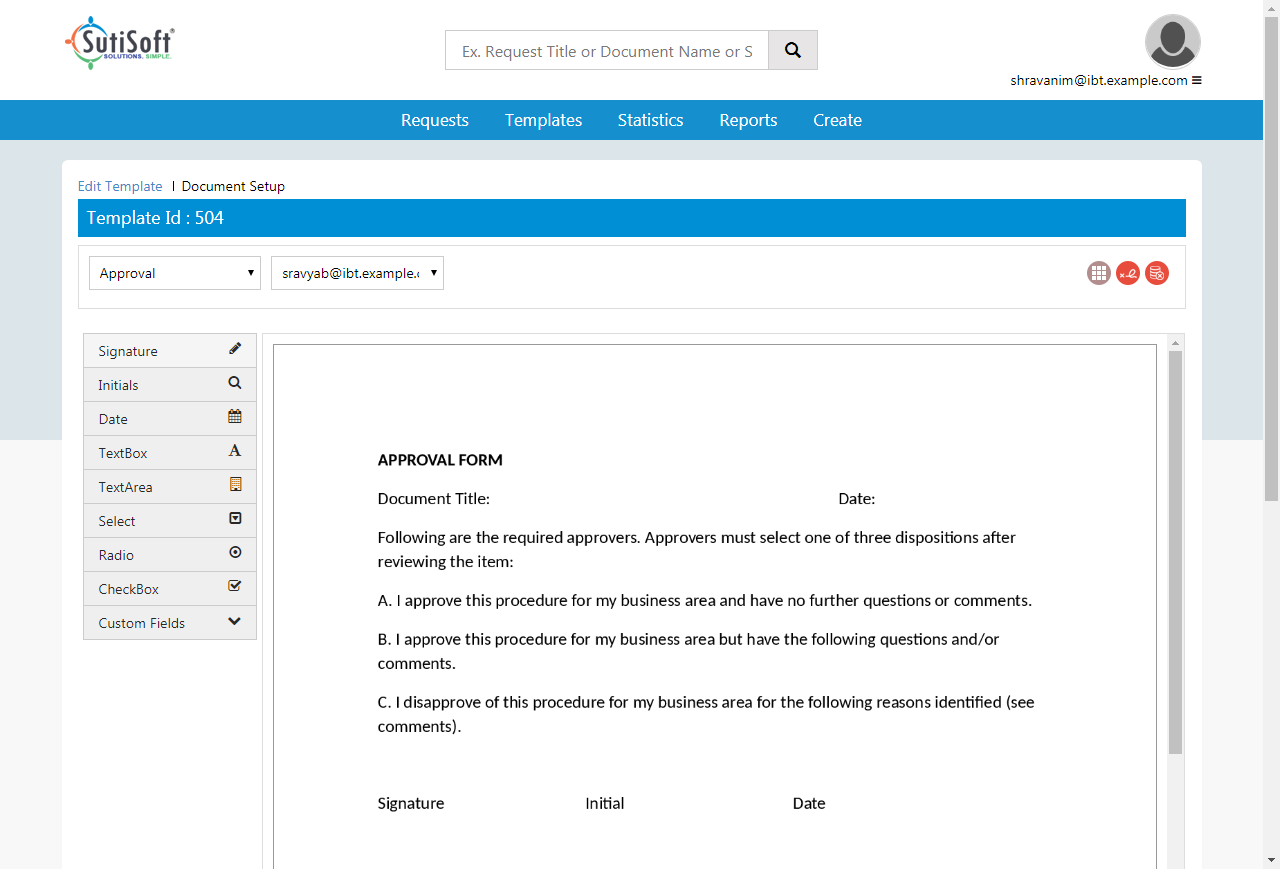 SutiSoft®
SOLUTIONS. SIMPLE.
Ex. Request Title or Document Name or S
shravanim@ibt.example.com
Requests Templates Statistics Reports Create
Edit Template | Document Setup
Template Id : 504
Approval sravyab@ibt.example.
Signature
Initials
Date
TextBox
TextArea
Select
Radio
CheckBox
Custom Fields
APPROVAL FORM
Document Title: Date:
Following are the required approvers. Approvers must select one of three dispositions after
reviewing the item:
A. I approve this procedure for my business area and have no further questions or comments.
B. I approve this procedure for my business area but have the following questions and/or
comments.
C. I disapprove of this procedure for my business area for the following reasons identified (see
comments).
Signature Initial Date